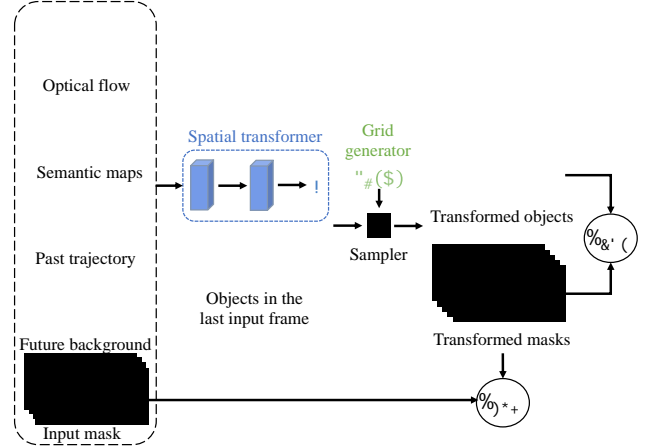 Optical flow
Semantic maps
Past trajectory
Future background
Input mask
Spatial transformer
!
Grid
generator
"#($)
Sampler
Objects in the
last input frame
Transformed objects
Transformed masks
%&'(
%)*+